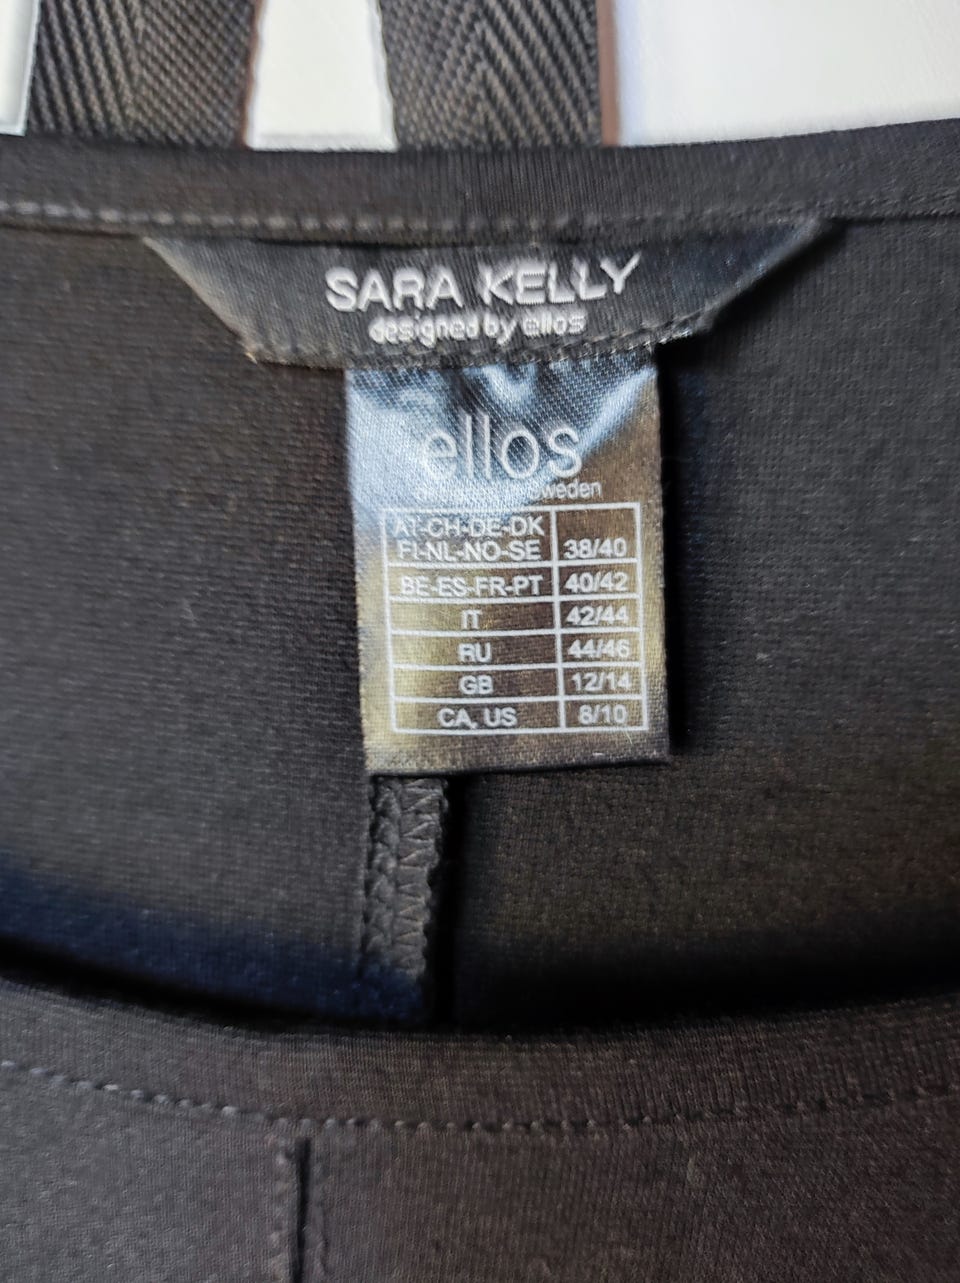 SARA KELLY
designed by ellos
ellos
Sweden
AT-CH-DE-DK
FI-NL-NO-SE 38/40
BE-ES-FR-PT 40/42
IT 42/44
RU 44/46
GB 12/14
CA, US 8/10